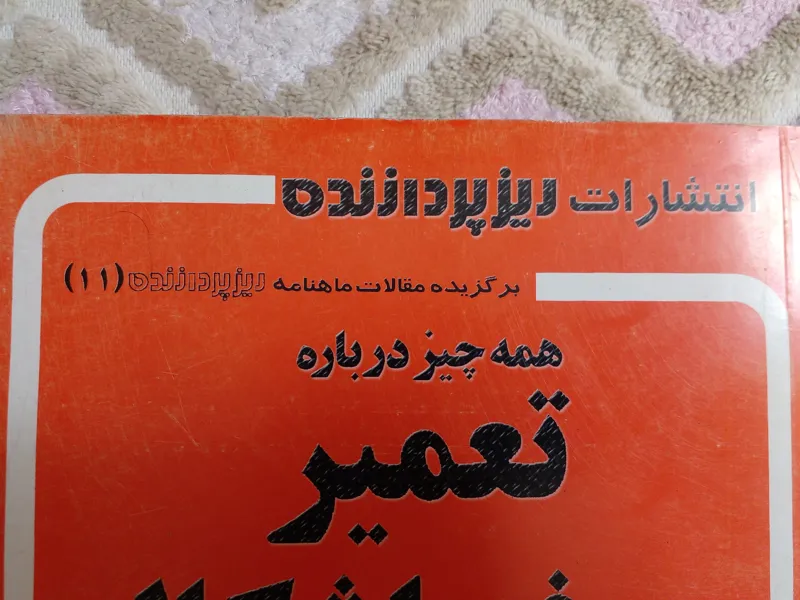 انتشارات ریزپردازنده
برگزیده مقالات ماهنامه ریزپردازنده (۱۱)
همه چیز درباره
تعمیر